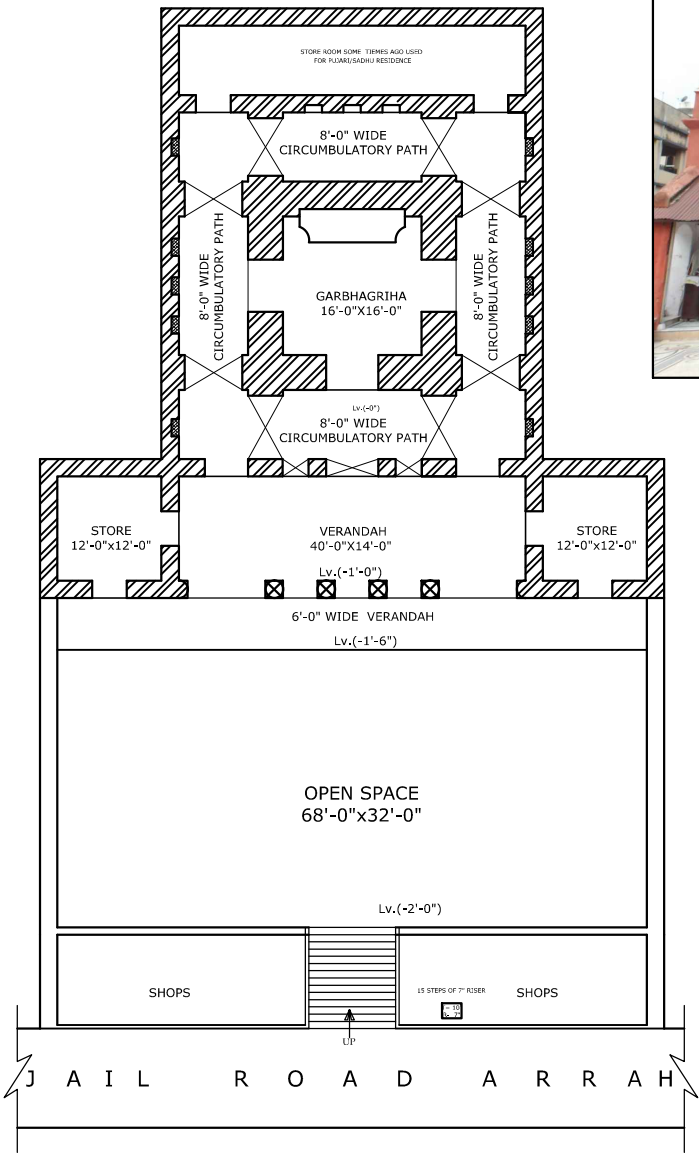 STORE ROOM SOME TIEMES AGO USED
FOR PUJARI/SADHU RESIDENCE
8'-0" WIDE
CIRCUMBULATORY PATH
8'-0" WIDE
CIRCUMBULATORY PATH
GARBHAGRIHA
16'-0"X16'-0"
8'-0" WIDE
CIRCUMBULATORY PATH
Lv.(-0")
8'-0" WIDE
CIRCUMBULATORY PATH
STORE
12'-0"x12'-0"
VERANDAH
40'-0"X14'-0"
STORE
12'-0"x12'-0"
Lv.(-1'-0")
6'-0" WIDE VERANDAH
Lv.(-1'-6")
OPEN SPACE
68'-0"x32'-0"
Lv.(-2'-0")
SHOPS
15 STEPS OF 7" RISER
SHOPS
UP
JAIL ROAD ARRAH